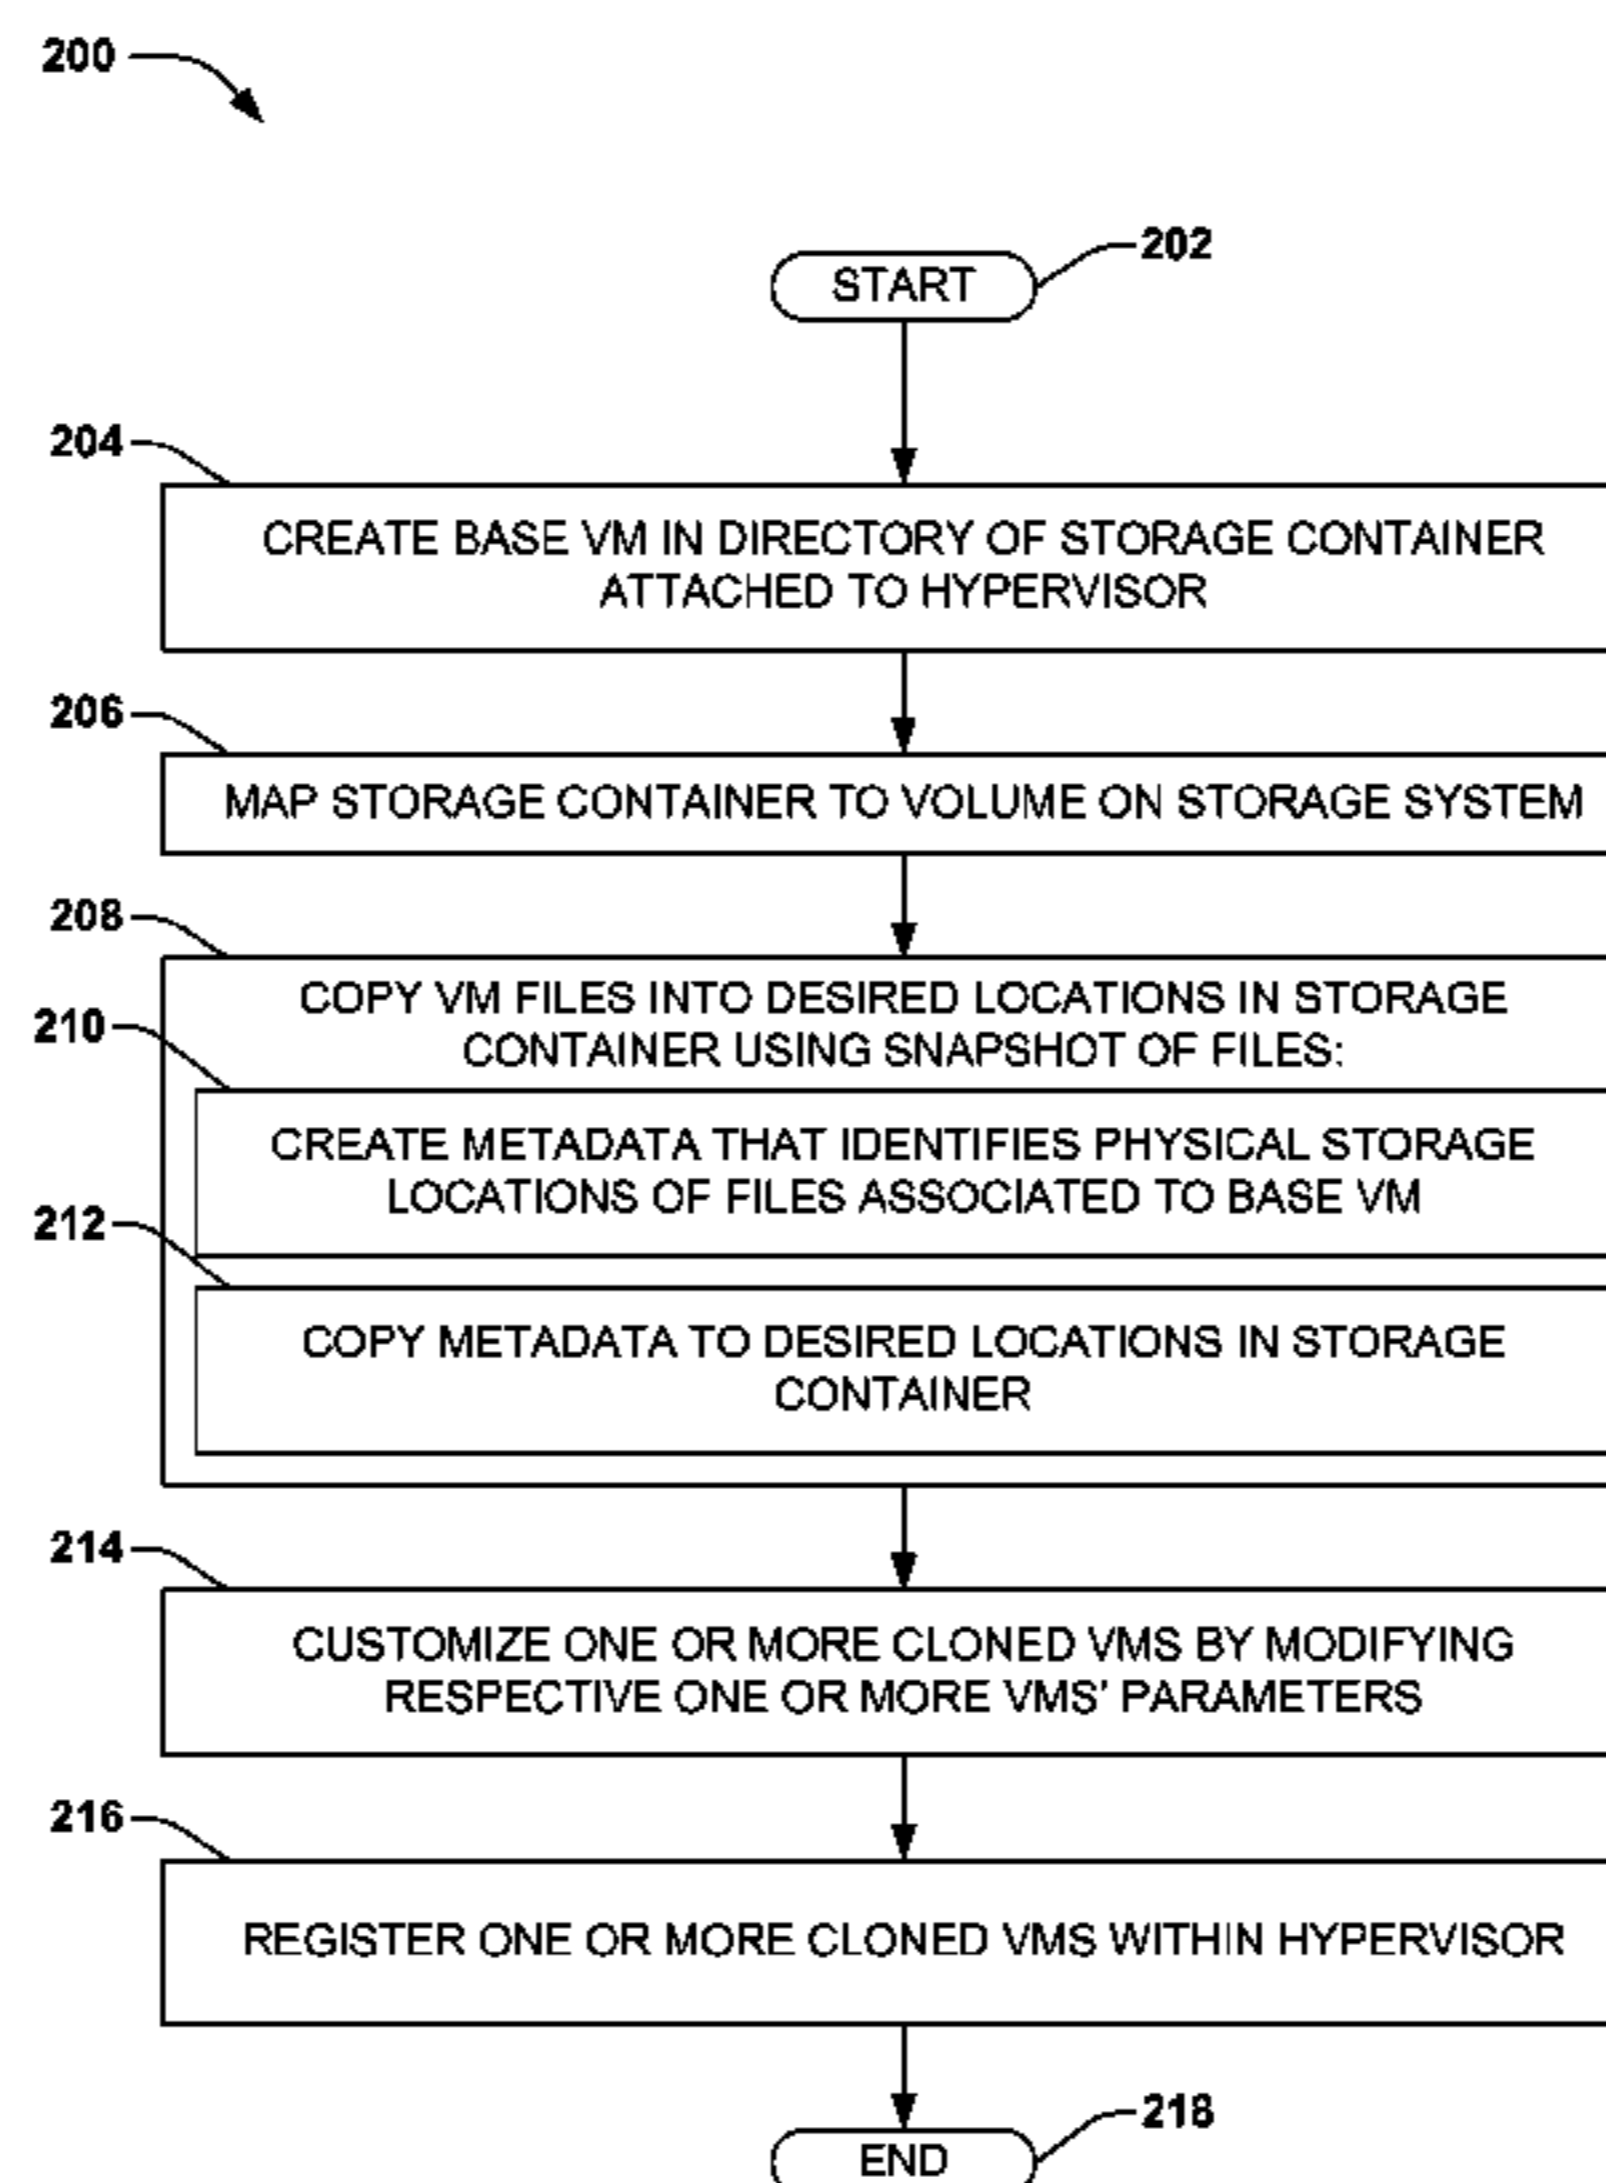 200
START
202
204
CREATE BASE VM IN DIRECTORY OF STORAGE CONTAINER
ATTACHED TO HYPERVISOR
206
MAP STORAGE CONTAINER TO VOLUME ON STORAGE SYSTEM
208
COPY VM FILES INTO DESIRED LOCATIONS IN STORAGE
CONTAINER USING SNAPSHOT OF FILES:
210
CREATE METADATA THAT IDENTIFIES PHYSICAL STORAGE
LOCATIONS OF FILES ASSOCIATED TO BASE VM
212
COPY METADATA TO DESIRED LOCATIONS IN STORAGE
CONTAINER
214
CUSTOMIZE ONE OR MORE CLONED VMS BY MODIFYING
RESPECTIVE ONE OR MORE VMS' PARAMETERS
216
REGISTER ONE OR MORE CLONED VMS WITHIN HYPERVISOR
218
END